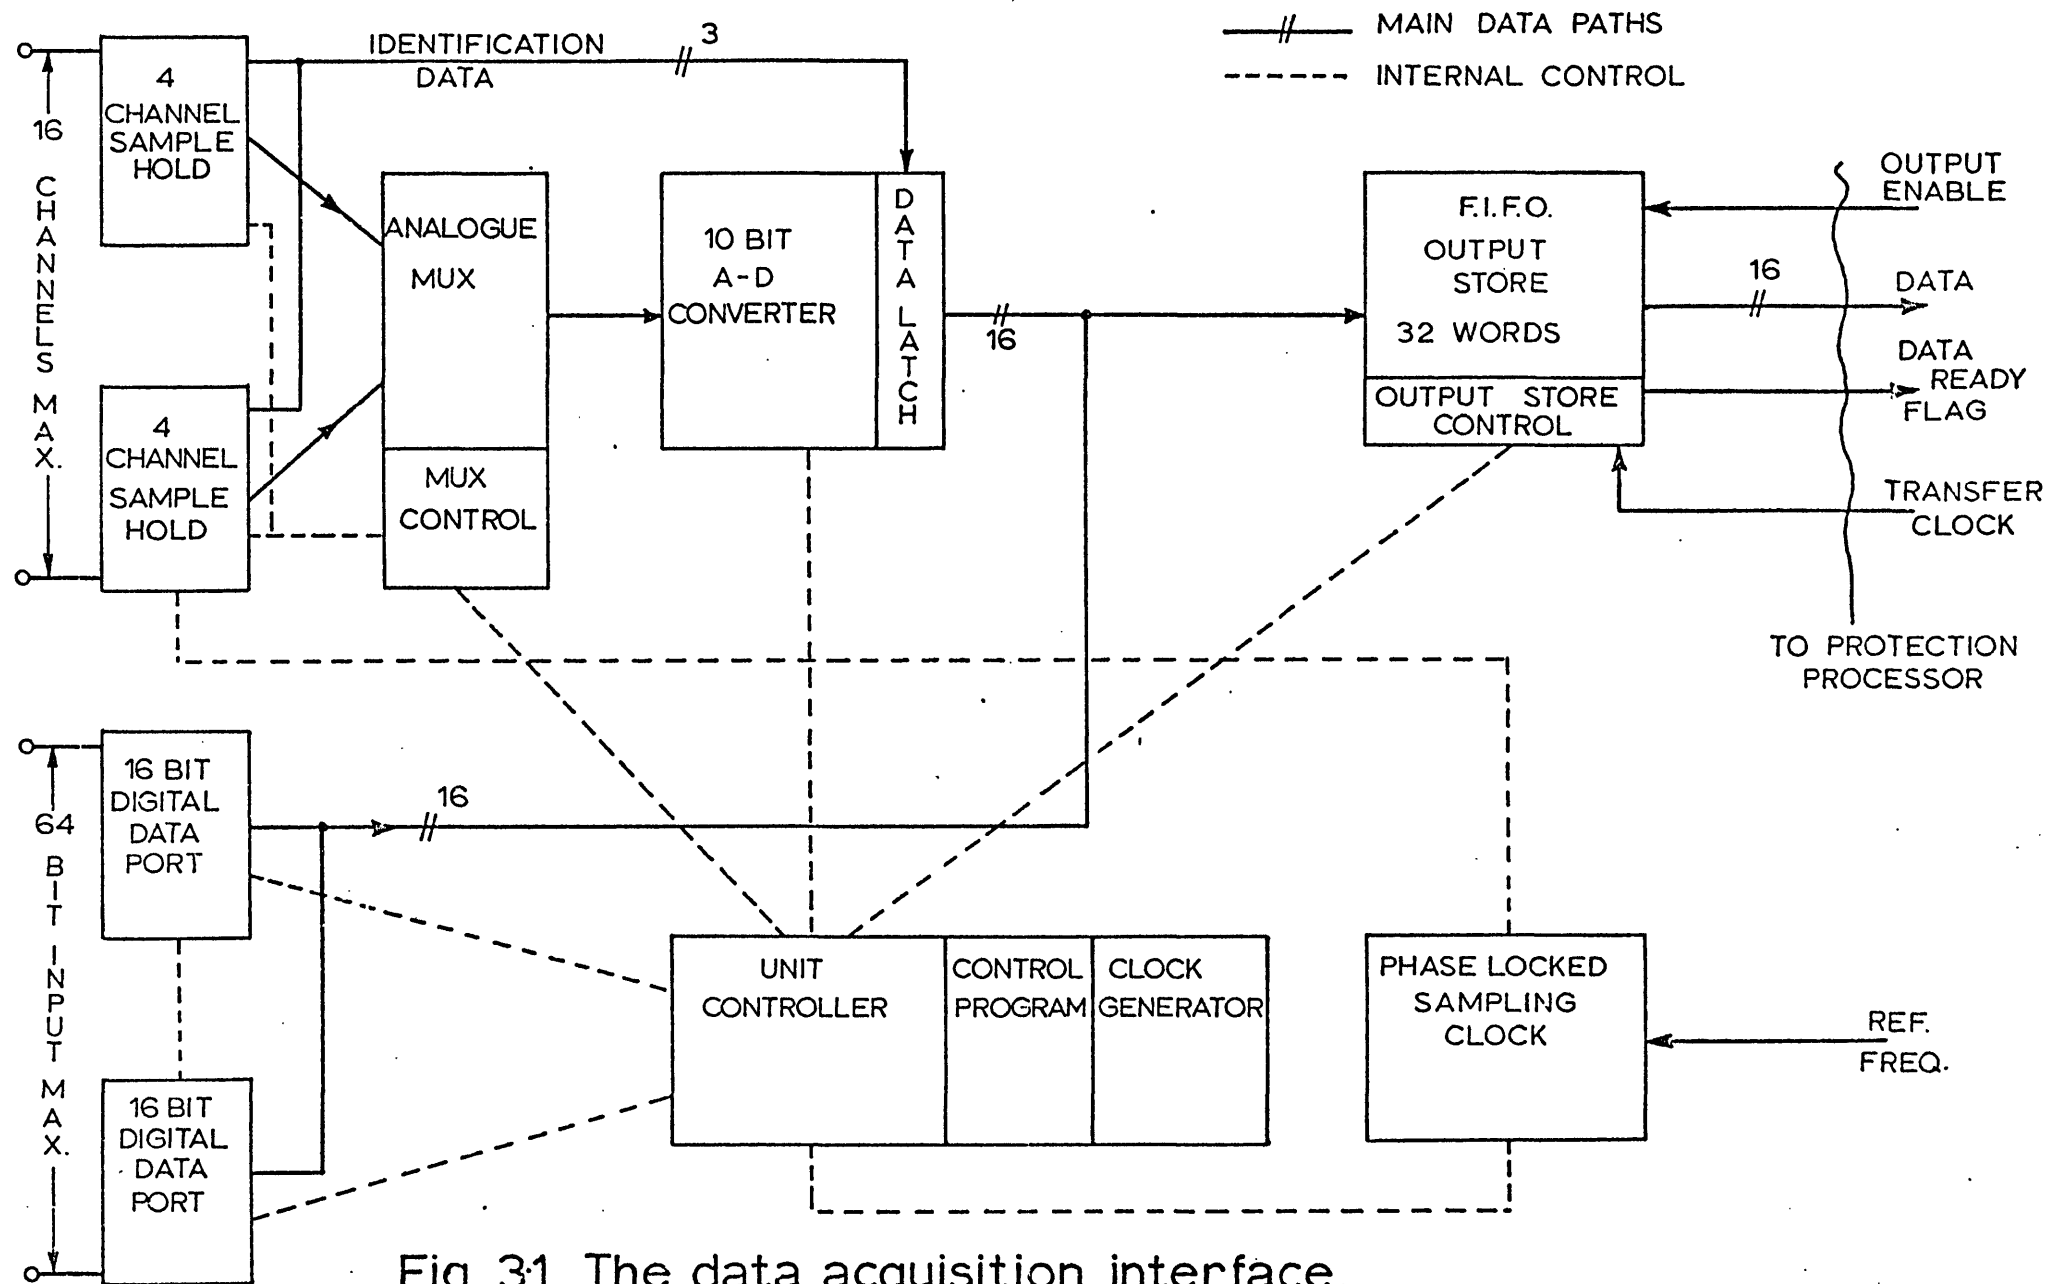 MAIN DATA PATHS
INTERNAL CONTROL
16 CHANNELS MAX.
4
CHANNEL
SAMPLE
HOLD
IDENTIFICATION
DATA
3
4
CHANNEL
SAMPLE
HOLD
ANALOGUE
MUX
MUX
CONTROL
10 BIT
A-D
CONVERTER
DATA LATCH
16
F.I.F.O.
OUTPUT
STORE
32 WORDS
OUTPUT STORE
CONTROL
OUTPUT
ENABLE
16
DATA
DATA
READY
FLAG
TRANSFER
CLOCK
TO PROTECTION
PROCESSOR
64 BIT INPUT MAX.
16 BIT
DIGITAL
DATA
PORT
16
16 BIT
DIGITAL
DATA
PORT
UNIT
CONTROLLER
CONTROL
PROGRAM
CLOCK
GENERATOR
PHASE LOCKED
SAMPLING
CLOCK
REF.
FREQ.
Fig 3·1 The data acquisition interface